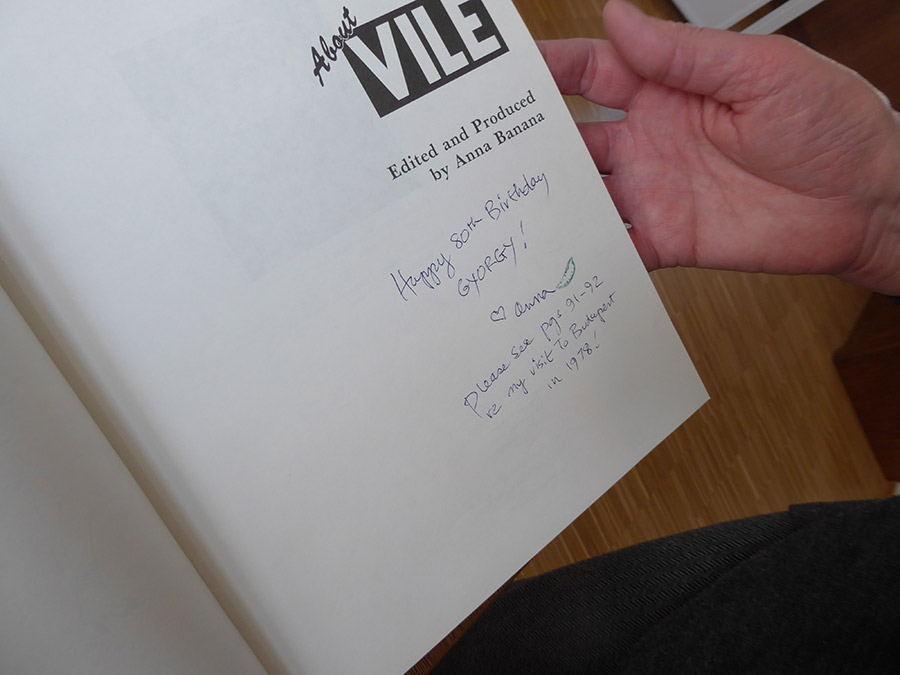 About
VILE
Edited and Produced
by Anna Banana
Happy 80th Birthday
GYORGY!
♡ anna
Please see pgs 91-92
re my visit To Budapest
in 1978!